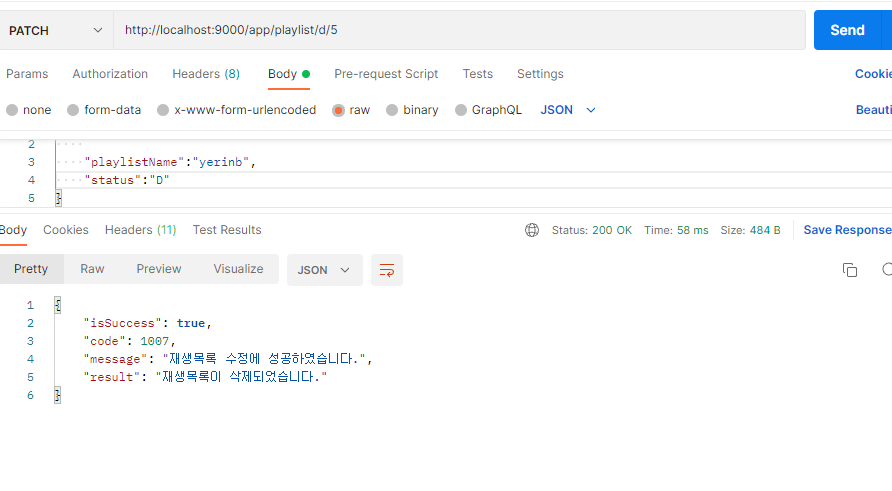 PATCH http://localhost:9000/app/playlist/d/5 Send
Params Authorization Headers (8) Body Pre-request Script Tests Settings Cookie
none form-data x-www-form-urlencoded raw binary GraphQL JSON Beauti
2
3 "playlistName":"yerinb",
4 "status":"D"
5 }
Body Cookies Headers (11) Test Results Status: 200 OK Time: 58 ms Size: 484 B Save Response
Pretty Raw Preview Visualize JSON
1 {
2 "isSuccess": true,
3 "code": 1007,
4 "message": "재생목록 수정에 성공하였습니다.",
5 "result": "재생목록이 삭제되었습니다."
6 }